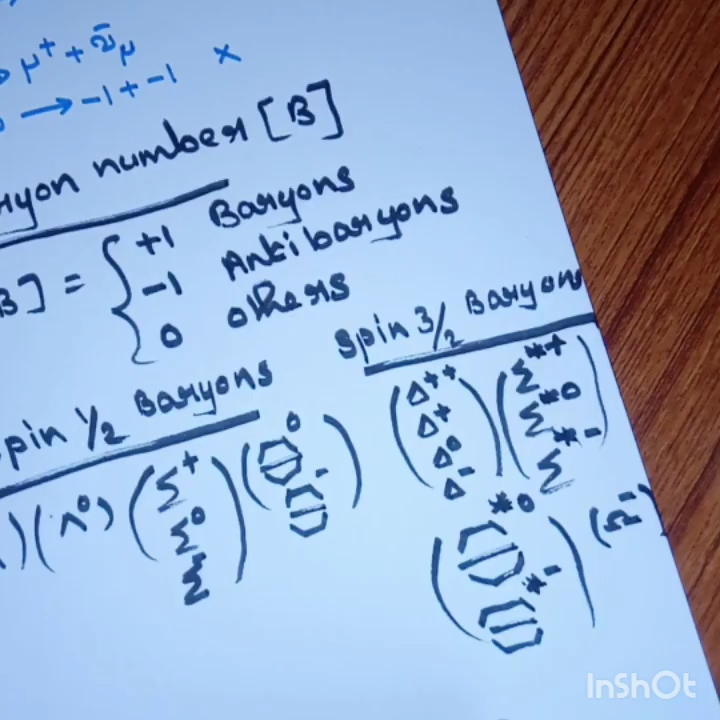 μ⁺ + ν̄μ
→ -1 + -1 ×
ryon number [B]
B] = { +1 Baryons
-1 Antibaryons
0 others
spin 3/2 Baryons
(Δ⁺⁺ Δ⁺ Δ⁰ Δ⁻) (Σ*⁺ Σ*⁰ Σ*⁻)
(Ξ*⁰ Ξ*⁻) (Ω⁻)
spin 1/2 Baryons
) (Λ⁰) (Σ⁺ Σ⁰ Σ⁻) (Ξ⁰ Ξ⁻)
InShOt